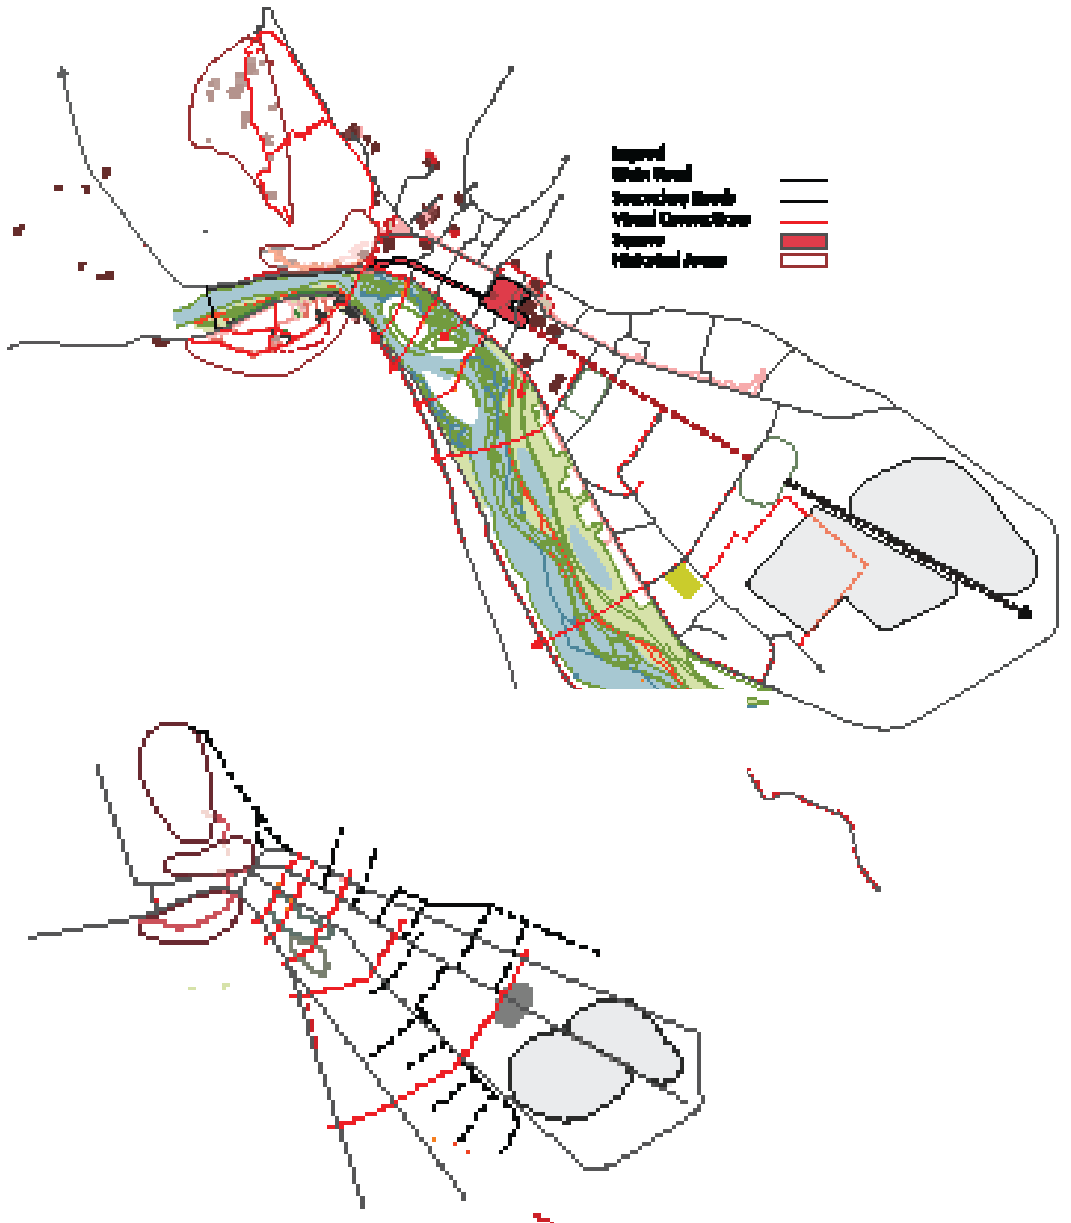 Legend
Main Road
Secondary Roads
Visual Connections
Square
Historical Areas